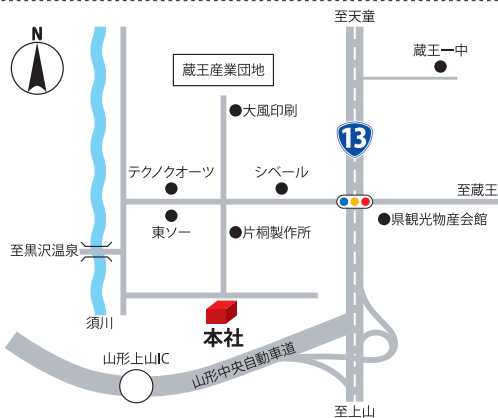 至天童
N
蔵王一中
蔵王産業団地
大風印刷
13
テクノクオーツ
シベール
至蔵王
県観光物産会館
東ソー
片桐製作所
至黒沢温泉
須川
本社
山形上山IC
山形中央自動車道
至上山